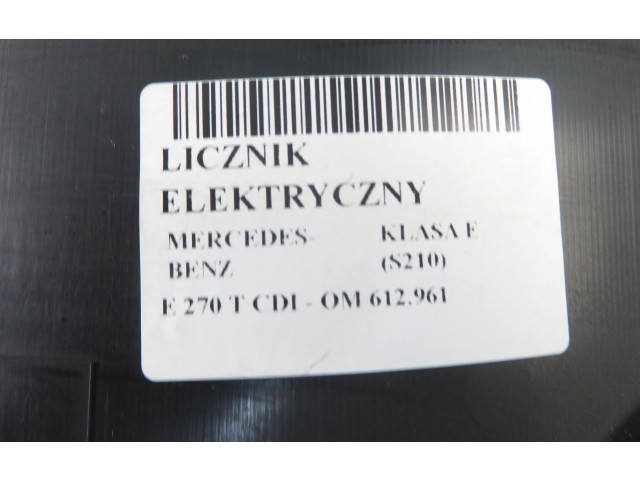 LICZNIK
ELEKTRYCZNY
MERCEDES- KLASA E
BENZ (S210)
E 270 T CDI - OM 612.961